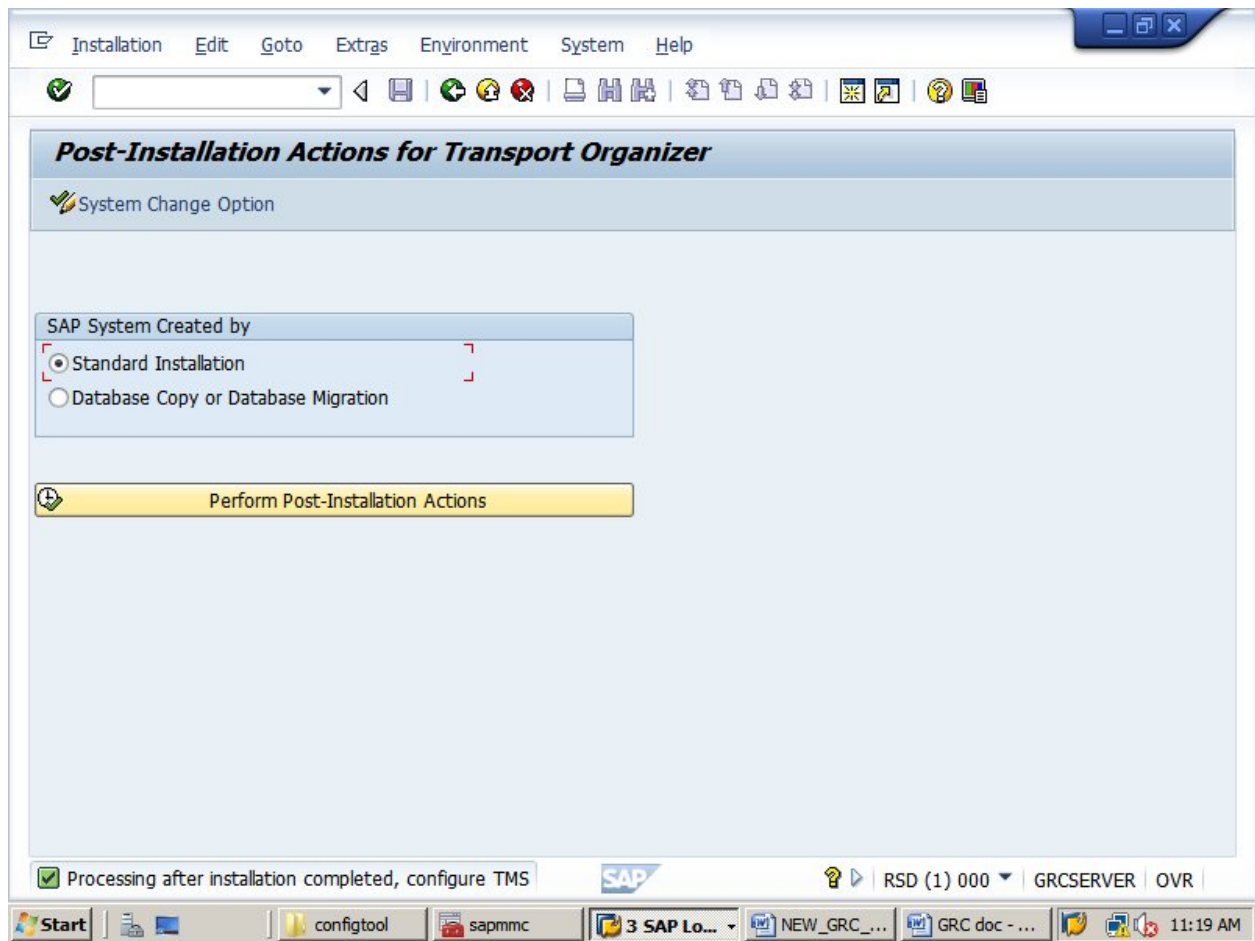 Installation Edit Goto Extras Environment System Help
Post-Installation Actions for Transport Organizer
System Change Option
SAP System Created by
Standard Installation
Database Copy or Database Migration
Perform Post-Installation Actions
Processing after installation completed, configure TMS SAP RSD (1) 000 GRCSERVER OVR
Start configtool sapmmc 3 SAP Lo... NEW_GRC_... GRC doc - ... 11:19 AM